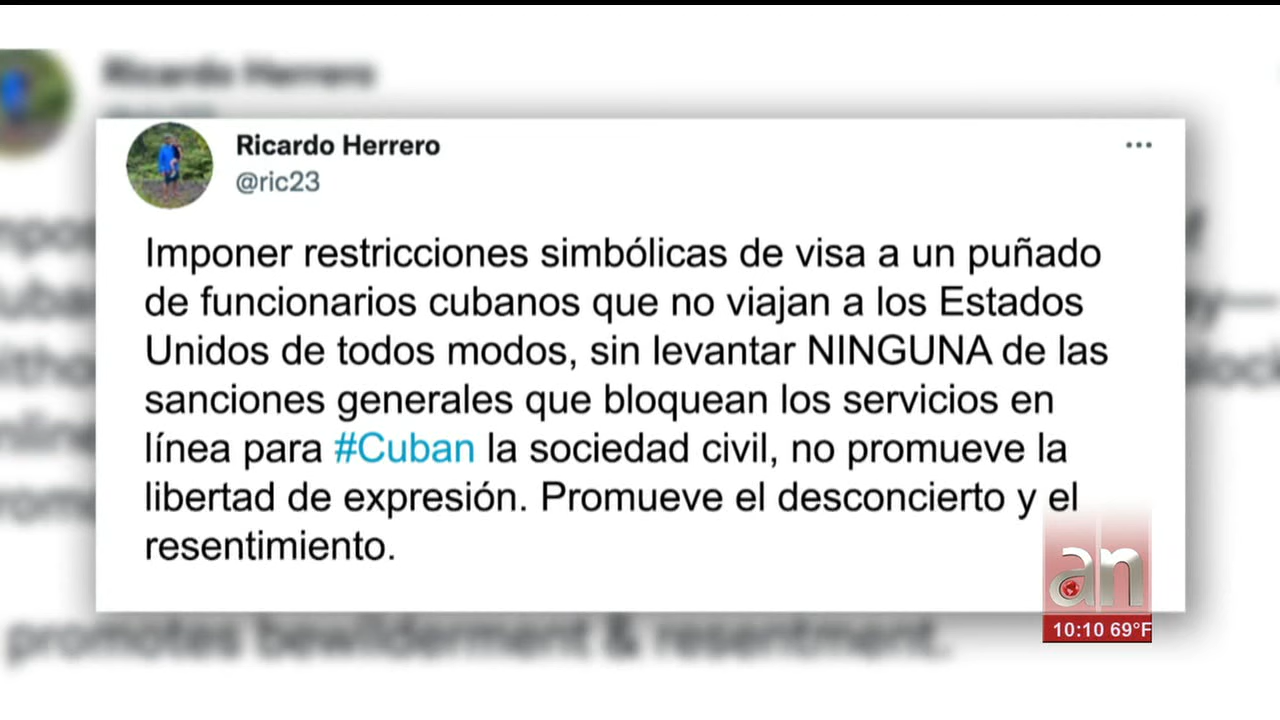 Ricardo Herrero
Ricardo Herrero
@ric23
Imponer restricciones simbólicas de visa a un puñado
de funcionarios cubanos que no viajan a los Estados
Unidos de todos modos, sin levantar NINGUNA de las
sanciones generales que bloquean los servicios en
línea para #Cuban la sociedad civil, no promueve la
libertad de expresión. Promueve el desconcierto y el
resentimiento.
an
10:10 69°F
promotes bewilderment & resentment.